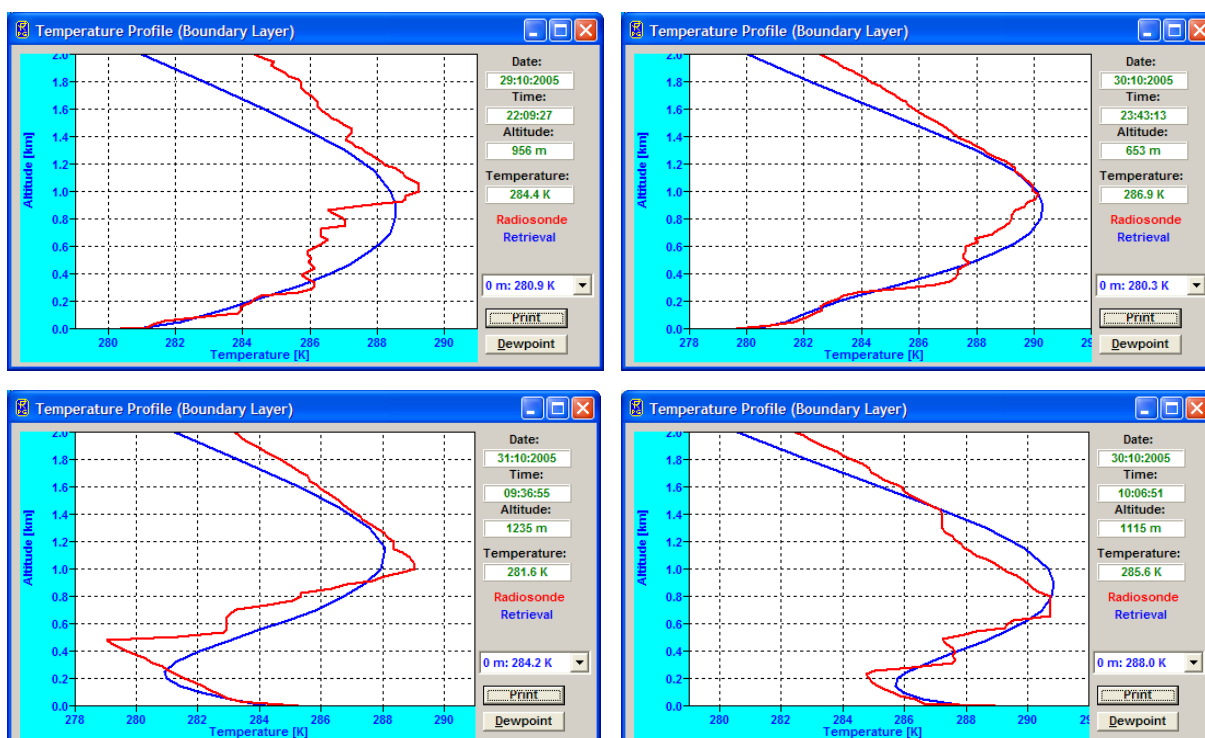 Temperature Profile (Boundary Layer)
2.0
1.8
1.6
1.4
1.2
1.0
0.8
0.6
0.4
0.2
0.0
Altitude [km]
280 282 284 286 288 290
Temperature [K]
Date:
29:10:2005
Time:
22:09:27
Altitude:
956 m
Temperature:
284.4 K
Radiosonde
Retrieval
0 m: 280.9 K
Print
Dewpoint
Temperature Profile (Boundary Layer)
2.0
1.8
1.6
1.4
1.2
1.0
0.8
0.6
0.4
0.2
0.0
Altitude [km]
278 280 282 284 286 288 290
Temperature [K]
Date:
30:10:2005
Time:
23:43:13
Altitude:
653 m
Temperature:
286.9 K
Radiosonde
Retrieval
0 m: 280.3 K
Print
Dewpoint
Temperature Profile (Boundary Layer)
2.0
1.8
1.6
1.4
1.2
1.0
0.8
0.6
0.4
0.2
0.0
Altitude [km]
278 280 282 284 286 288 290
Temperature [K]
Date:
31:10:2005
Time:
09:36:55
Altitude:
1235 m
Temperature:
281.6 K
Radiosonde
Retrieval
0 m: 284.2 K
Print
Dewpoint
Temperature Profile (Boundary Layer)
2.0
1.8
1.6
1.4
1.2
1.0
0.8
0.6
0.4
0.2
0.0
Altitude [km]
280 282 284 286 288 290
Temperature [K]
Date:
30:10:2005
Time:
10:06:51
Altitude:
1115 m
Temperature:
285.6 K
Radiosonde
Retrieval
0 m: 288.0 K
Print
Dewpoint